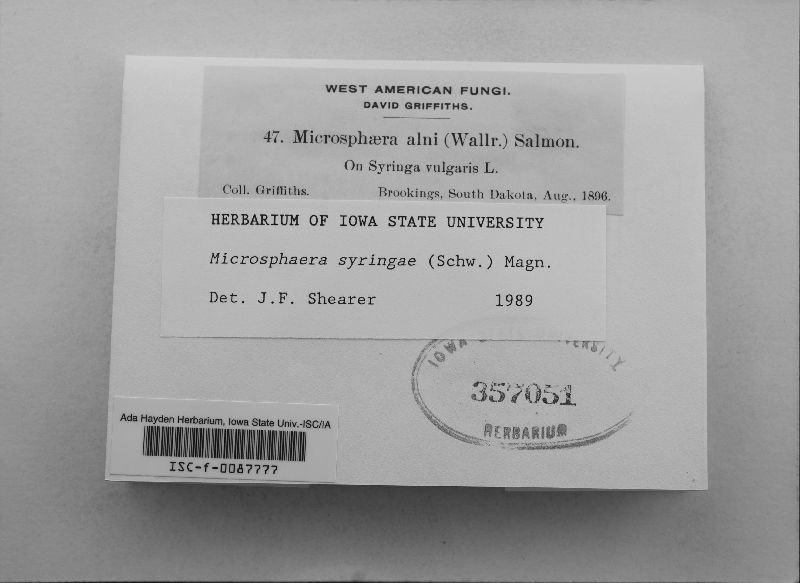 WEST AMERICAN FUNGI.
DAVID GRIFFITHS.
47. Microsphæra alni (Wallr.) Salmon.
On Syringa vulgaris L.
Coll. Griffiths. Brookings, South Dakota, Aug., 1896.
HERBARIUM OF IOWA STATE UNIVERSITY
Microsphaera syringae (Schw.) Magn.
Det. J.F. Shearer 1989
IOWA UNIVERSITY
357051
HERBARIUM
Ada Hayden Herbarium, Iowa State Univ.-ISC/IA
ISC-f-0087777